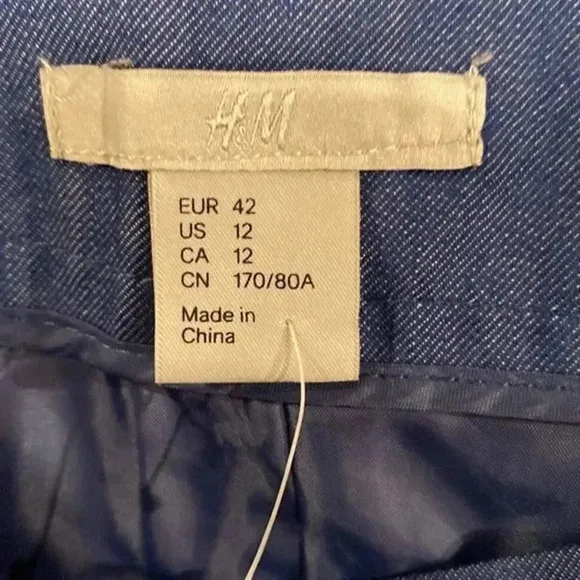 H&M
EUR 42
US 12
CA 12
CN 170/80A
Made in
China